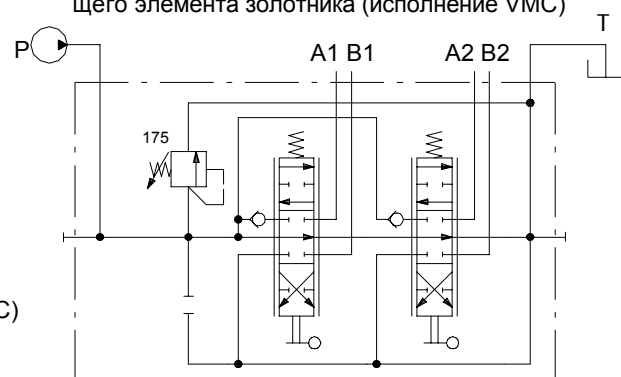 щего элемента золотника (исполнение VMC)
T
P
A1 B1 A2 B2
175
C)